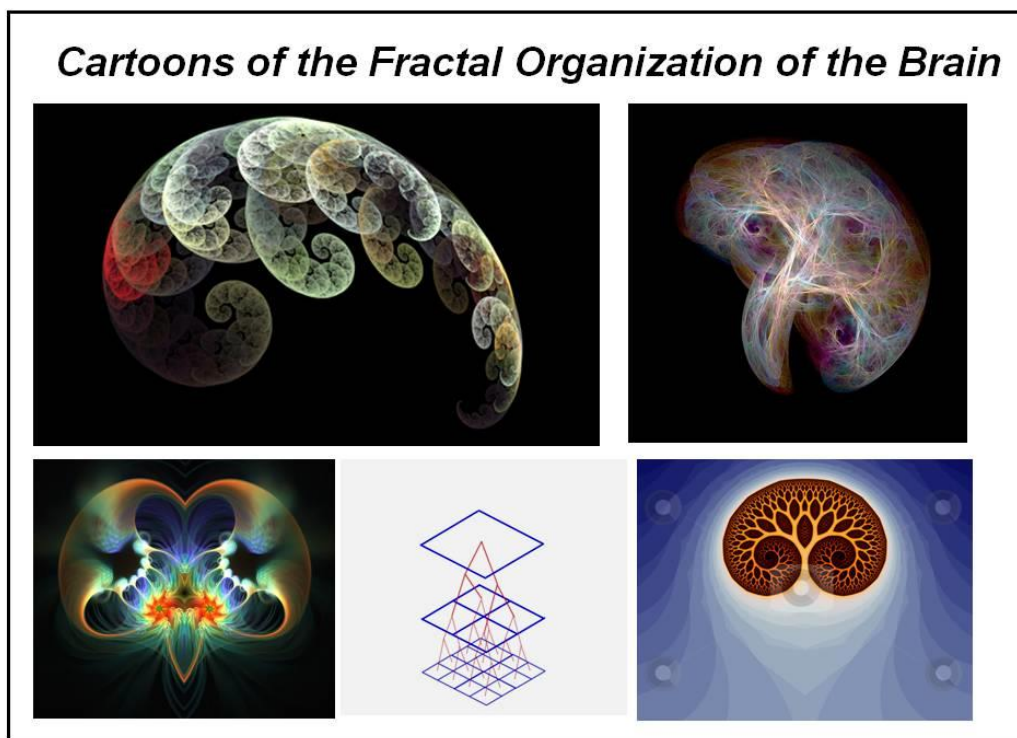 Cartoons of the Fractal Organization of the Brain